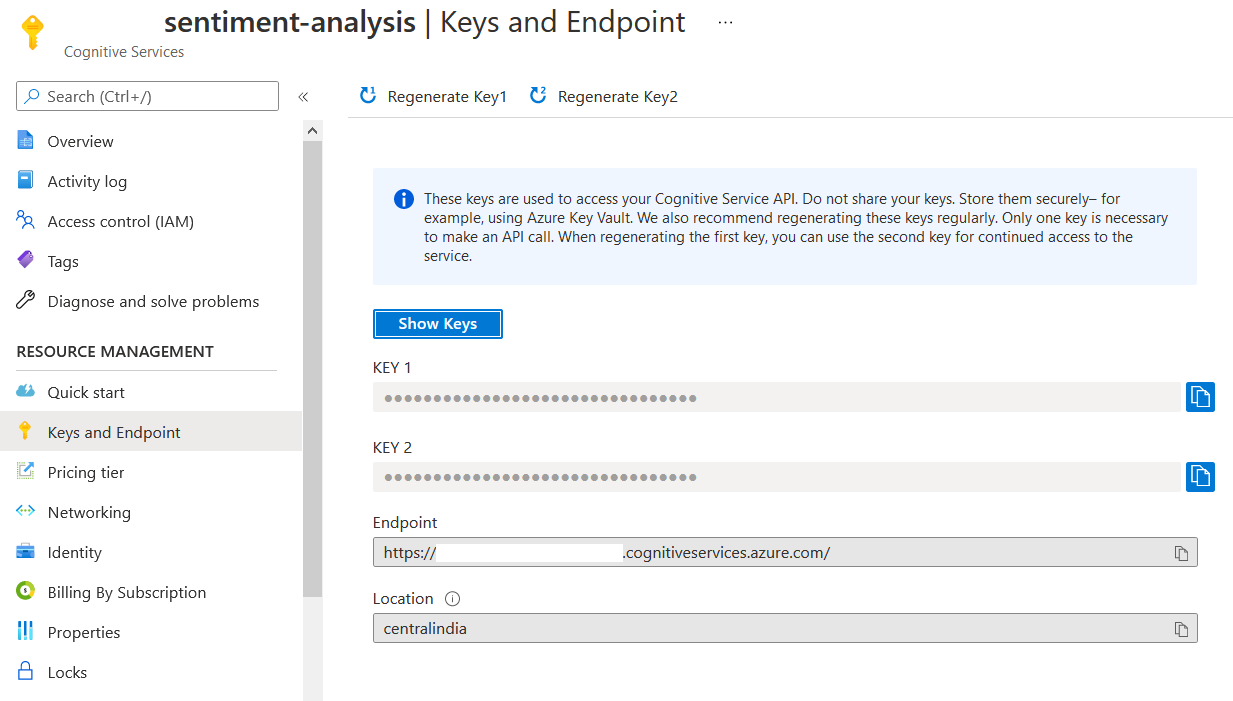 sentiment-analysis | Keys and Endpoint ...
Cognitive Services
Search (Ctrl+/)
«
Overview
Activity log
Access control (IAM)
Tags
Diagnose and solve problems
RESOURCE MANAGEMENT
Quick start
Keys and Endpoint
Pricing tier
Networking
Identity
Billing By Subscription
Properties
Locks
1 Regenerate Key1 2 Regenerate Key2
These keys are used to access your Cognitive Service API. Do not share your keys. Store them securely– for
example, using Azure Key Vault. We also recommend regenerating these keys regularly. Only one key is necessary
to make an API call. When regenerating the first key, you can use the second key for continued access to the
service.
Show Keys
KEY 1
●●●●●●●●●●●●●●●●●●●●●●●●●●●●●●●●
KEY 2
●●●●●●●●●●●●●●●●●●●●●●●●●●●●●●●●
Endpoint
https:// .cognitiveservices.azure.com/
Location
centralindia